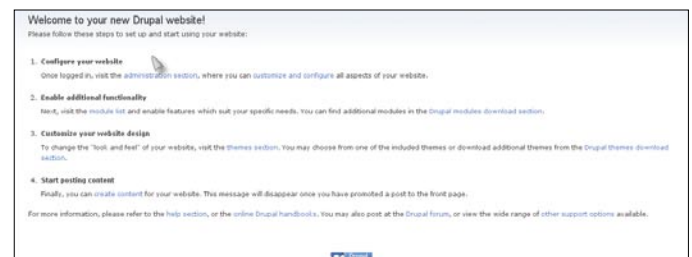 Welcome to your new Drupal website!
Please follow these steps to set up and start using your website:
1. Configure your website
Once logged in, visit the administration section, where you can customize and configure all aspects of your website.
2. Enable additional functionality
Next, visit the module list and enable features which suit your specific needs. You can find additional modules in the Drupal modules download section.
3. Customize your website design
To change the "look and feel" of your website, visit the themes section. You may choose from one of the included themes or download additional themes from the Drupal themes download
section.
4. Start posting content
Finally, you can create content for your website. This message will disappear once you have promoted a post to the front page.
For more information, please refer to the help section, or the online Drupal handbooks. You may also post at the Drupal forum, or view the wide range of other support options available.
Drupal